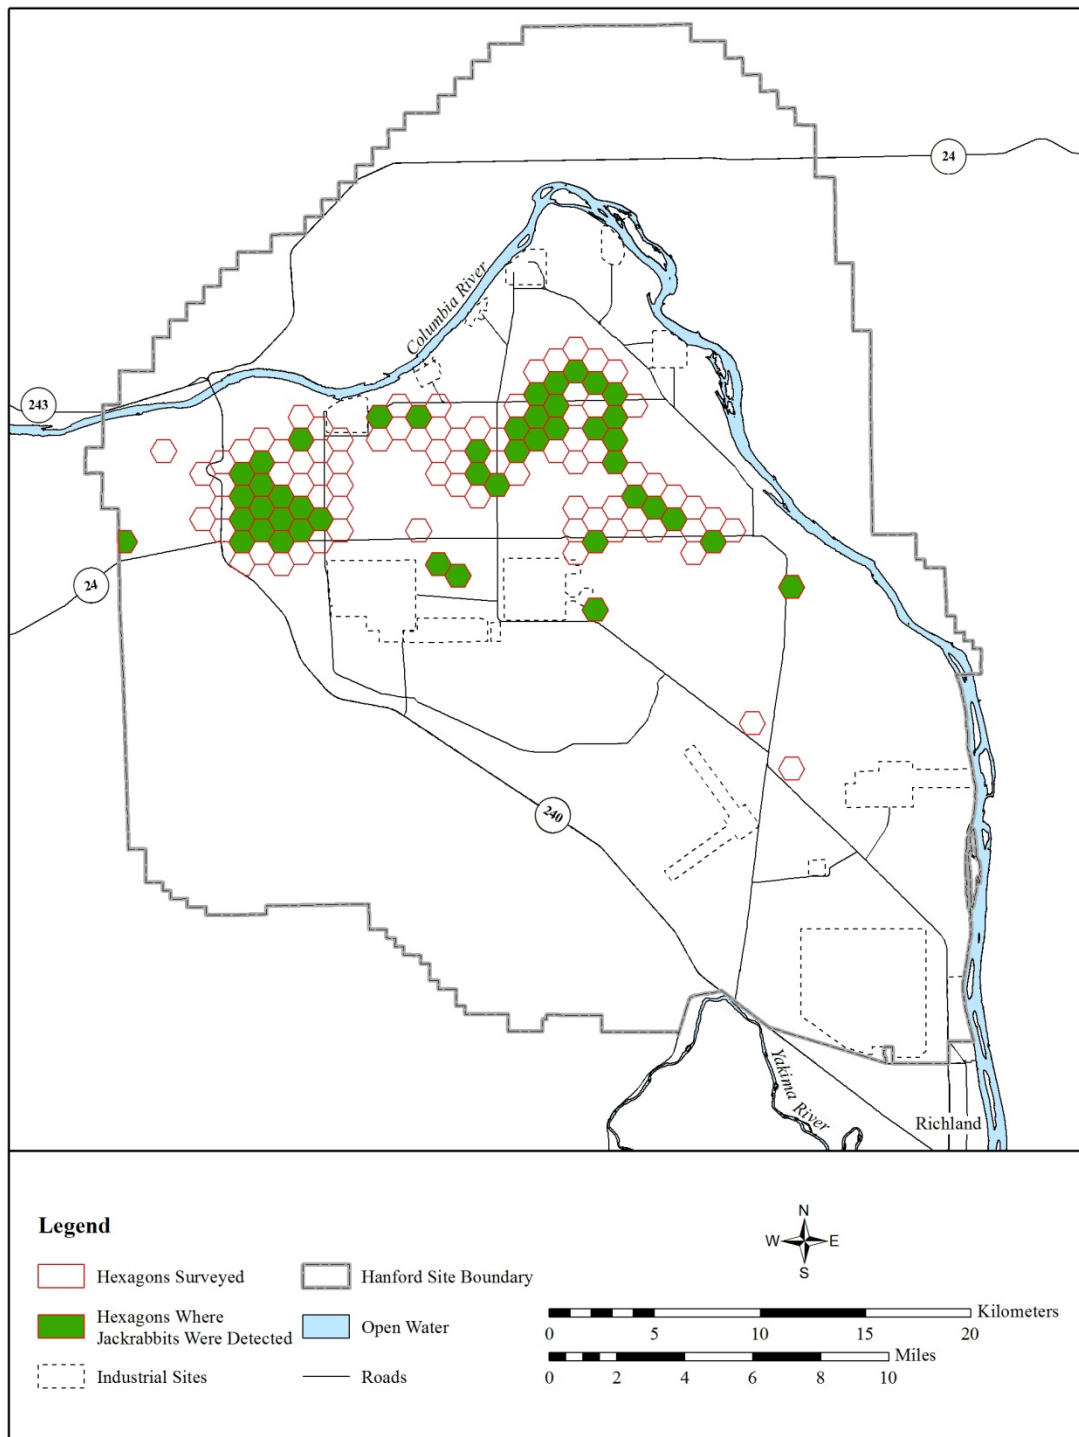 24
Columbia River
243
24
240
Yakima River
Richland
Legend
Hexagons Surveyed
Hexagons Where
Jackrabbits Were Detected
Industrial Sites
Hanford Site Boundary
Open Water
Roads
N
W E
S
Kilometers
0 5 10 15 20
Miles
0 2 4 6 8 10